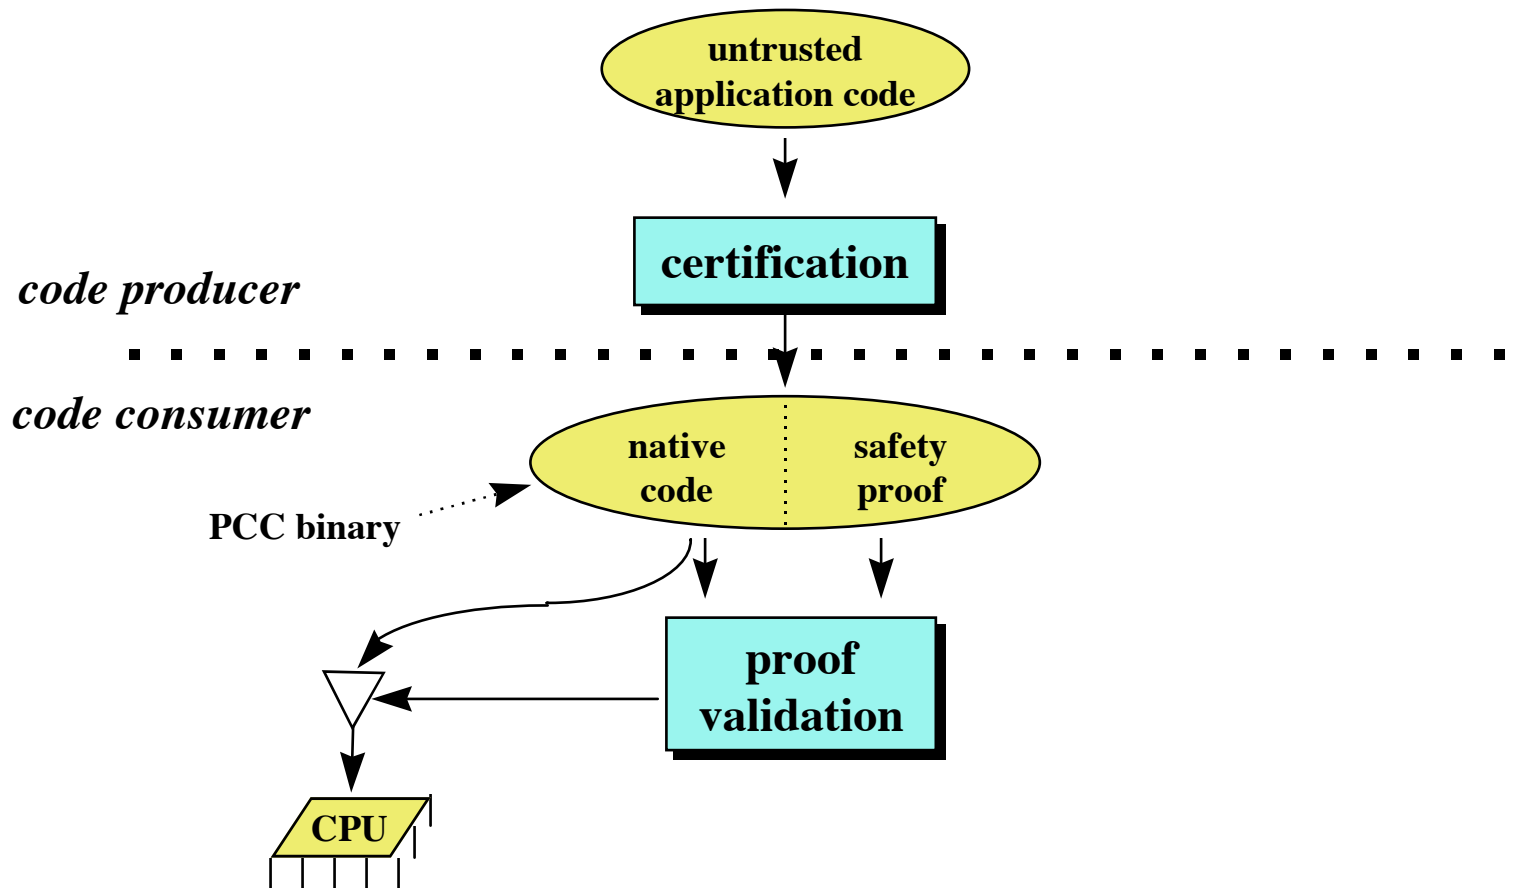 untrusted
application code
certification
code producer
code consumer
native
code
safety
proof
PCC binary
proof
validation
CPU